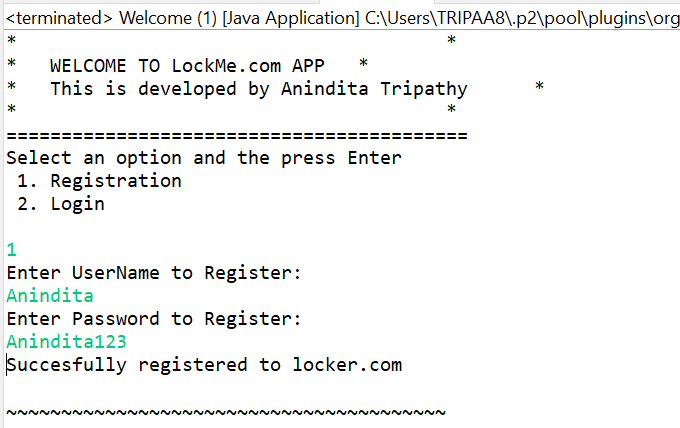 <terminated> Welcome (1) [Java Application] C:\Users\TRIPAA8\.p2\pool\plugins\org
* *
* WELCOME TO LockMe.com APP *
* This is developed by Anindita Tripathy *
* *
==========================================
Select an option and the press Enter
1. Registration
2. Login
1
Enter UserName to Register:
Anindita
Enter Password to Register:
Anindita123
Succesfully registered to locker.com
~~~~~~~~~~~~~~~~~~~~~~~~~~~~~~~~~~~~~~~~